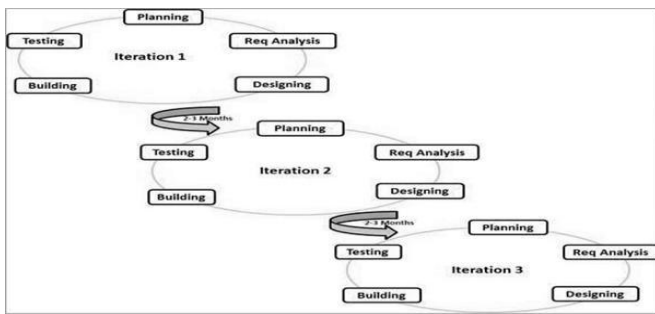 Planning
Testing
Req Analysis
Iteration 1
Building
Designing
2-3 Months
Planning
Testing
Req Analysis
Iteration 2
Building
Designing
2-3 Months
Planning
Testing
Req Analysis
Iteration 3
Building
Designing